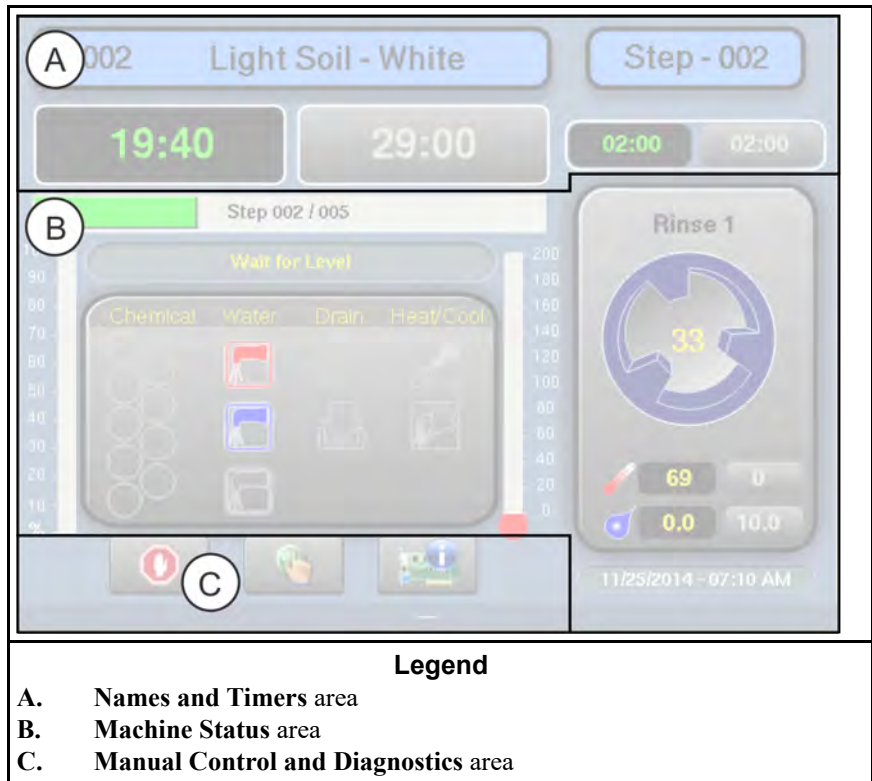 A
002 Light Soil - White
Step - 002
19:40
29:00
02:00
02:00
B
Step 002 / 005
Rinse 1
Wait for Level
Chemical Water Drain Heat/Cool
90
80
70
60
50
40
30
20
10
%
200
180
160
140
120
100
80
60
40
20
0
33
69
0
0.0
10.0
C
11/25/2014 - 07:10 AM
Legend
A. Names and Timers area
B. Machine Status area
C. Manual Control and Diagnostics area